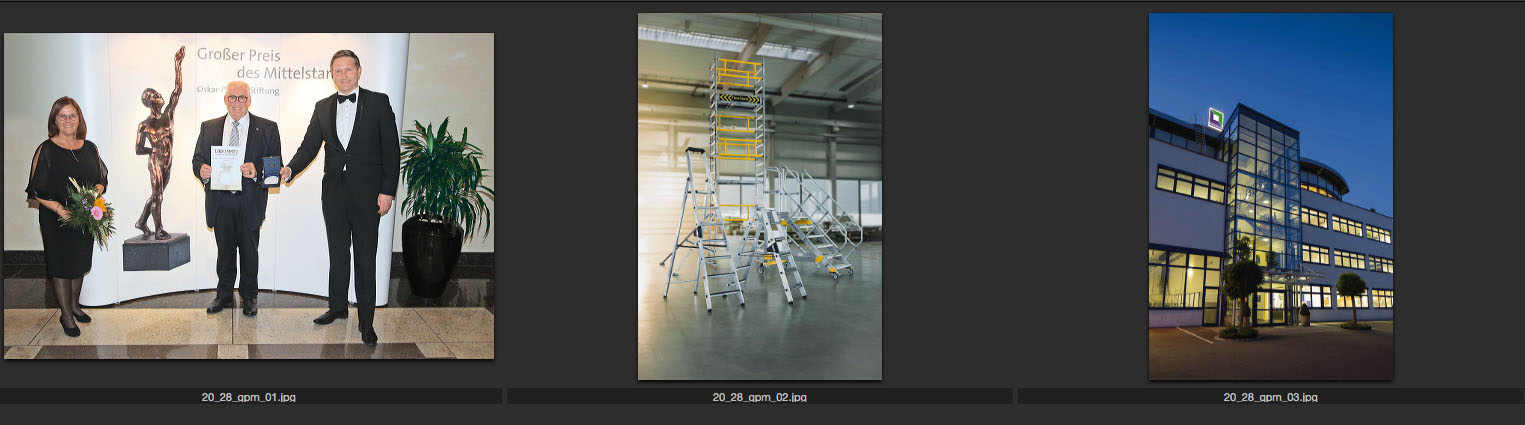 Großer Preis
des Mittelstan
Oskar-P
Stiftung
20_28_gpm_01.jpg
20_28_gpm_02.jpg
20_28_gpm_03.jpg